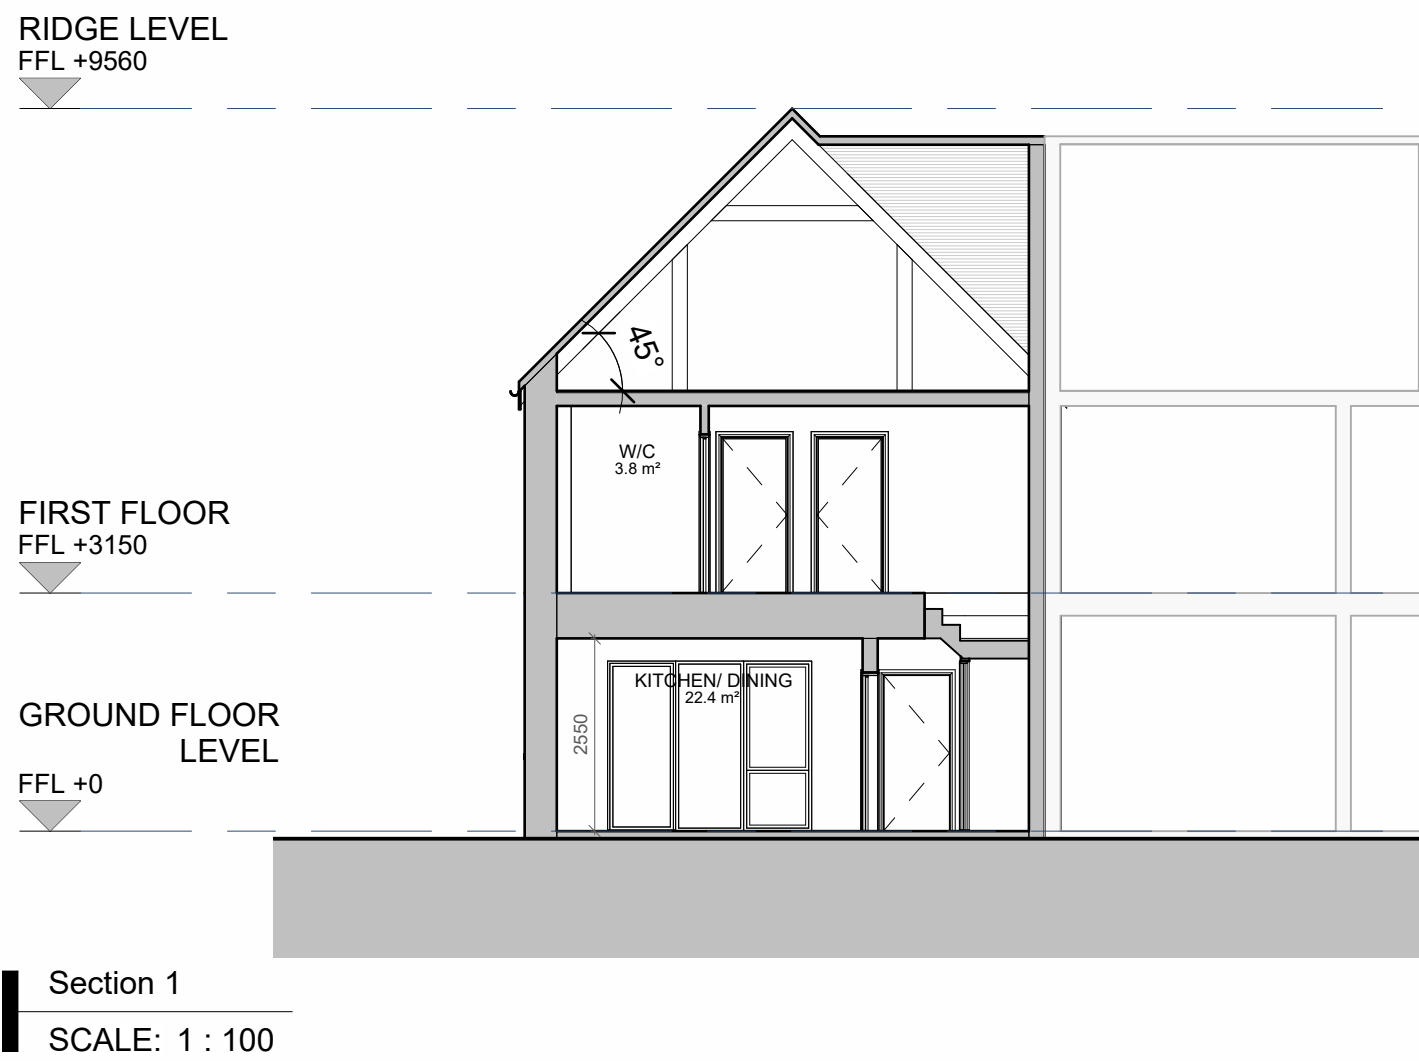 RIDGE LEVEL
FFL +9560
45°
W/C
3.8 m²
FIRST FLOOR
FFL +3150
KITCHEN/ DINING
22.4 m²
2550
GROUND FLOOR
LEVEL
FFL +0
Section 1
SCALE: 1 : 100